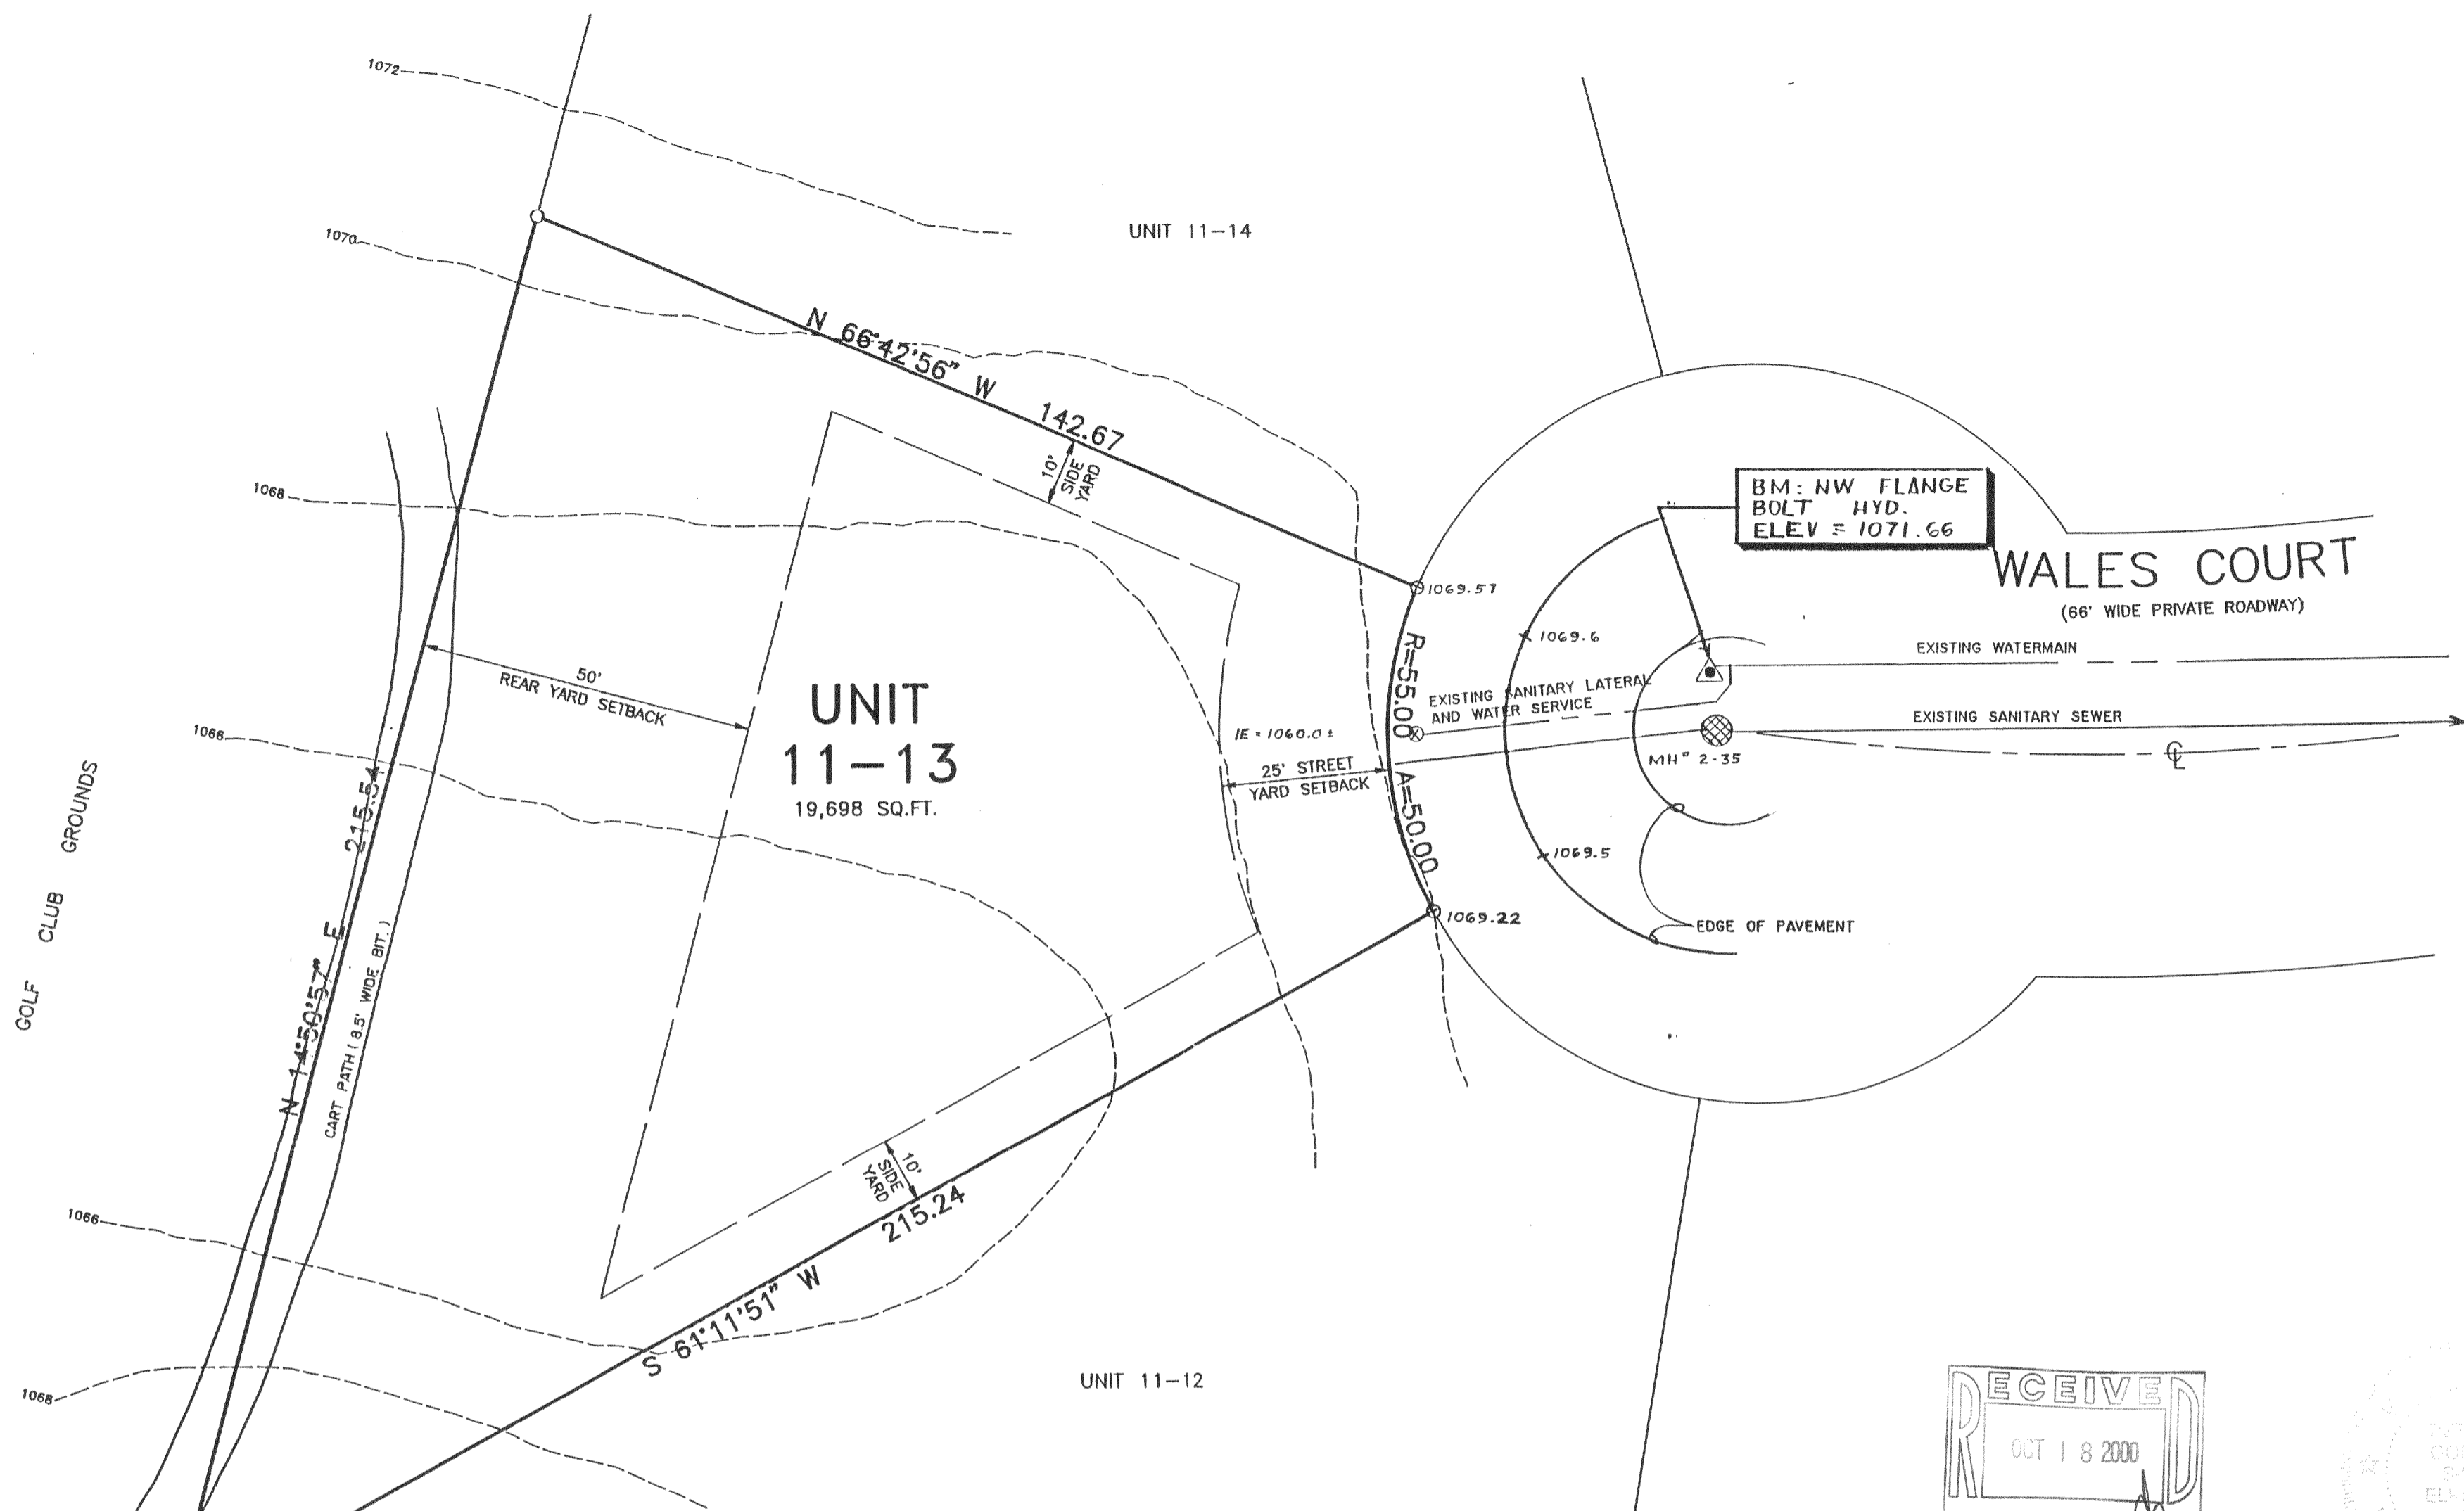 1072
1070
UNIT 11-14
N 66°42'56" W 142.67
10'
SIDE
YARD
1068
BM: NW FLANGE
BOLT HYD.
ELEV = 1071.66
WALES COURT
(66' WIDE PRIVATE ROADWAY)
1069.57
1069.6
EXISTING WATERMAIN
R=55.00
A=50.00
EXISTING SANITARY LATERAL
AND WATER SERVICE
EXISTING SANITARY SEWER
MH# 2-35
℄
50'
REAR YARD SETBACK
UNIT
11-13
19,698 SQ.FT.
IE = 1060.0 ±
25' STREET
YARD SETBACK
1066
1069.5
1069.22
EDGE OF PAVEMENT
GOLF CLUB GROUNDS
N 14°50'57" E 215.54
CART PATH ( 8.5' WIDE BIT. )
10'
SIDE
YARD
215.24
S 61°11'51" W
1066
1068
UNIT 11-12
RECEIVED
OCT 18 2000